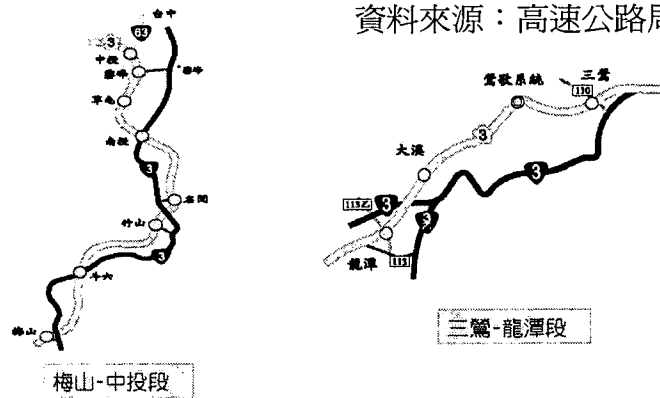 資料來源：高速公路局
台中
63
3
中投
霧峰
霧峰
草屯
南投
3
名間
竹山
3
斗六
梅山
梅山-中投段
鶯歌系統
三鶯
110
3
大溪
3
113乙
3
3
龍潭
113
三鶯-龍潭段